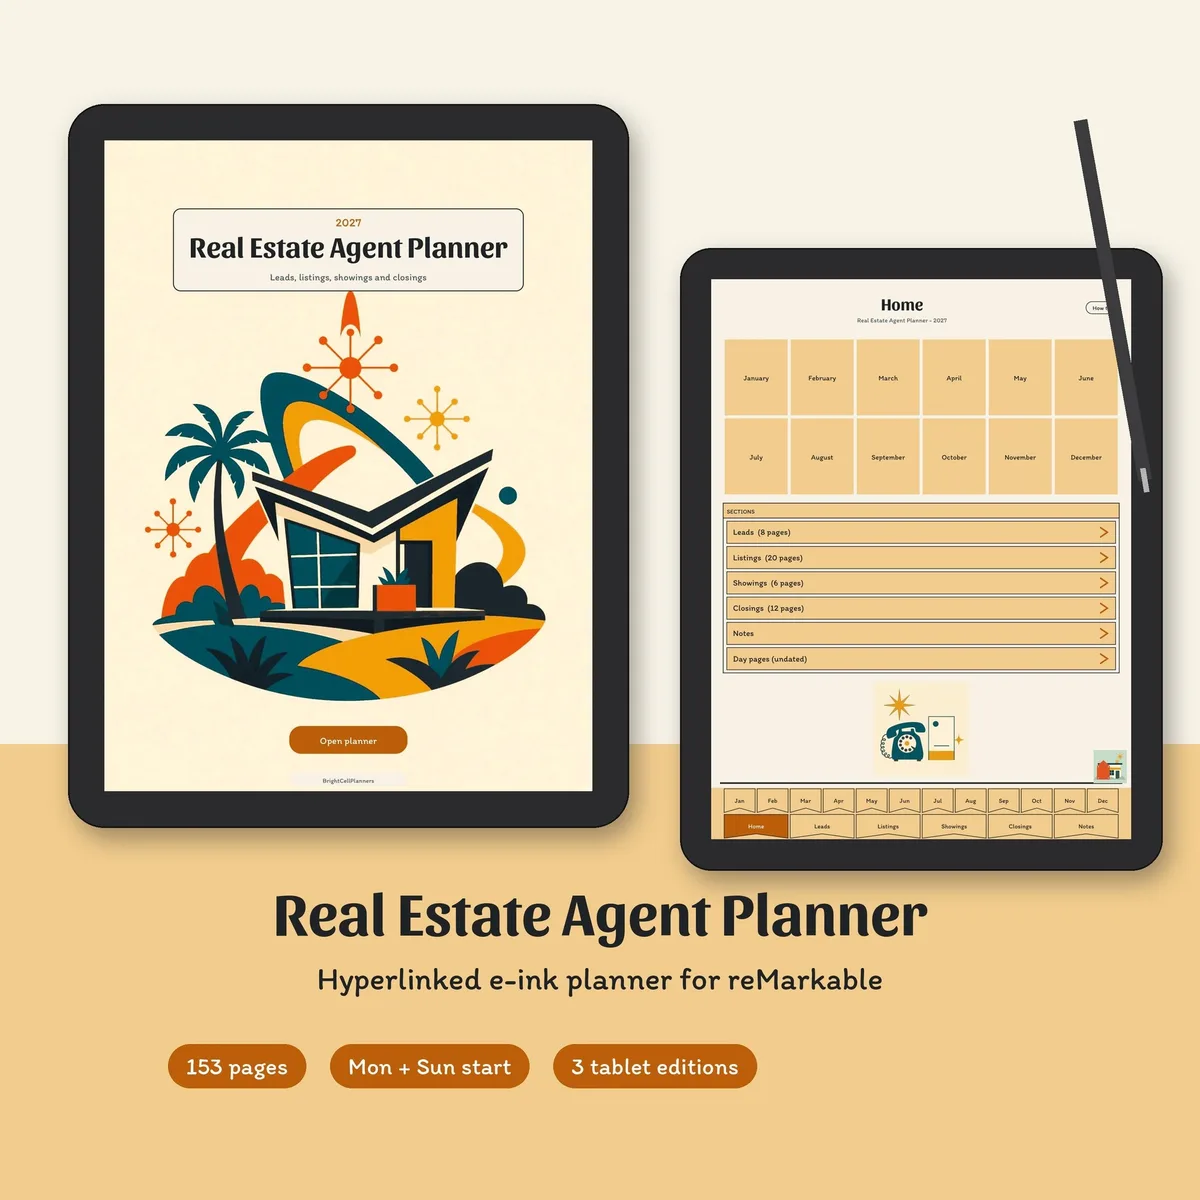 2027
Real Estate Agent Planner
Leads, listings, showings and closings
Open planner
BrightCellPlanners
Home
Real Estate Agent Planner - 2027
How
January February March April May June
July August September October November December
SECTIONS
Leads (8 pages)
Listings (20 pages)
Showings (6 pages)
Closings (12 pages)
Notes
Day pages (undated)
Jan Feb Mar Apr May Jun Jul Aug Sep Oct Nov Dec
Home Leads Listings Showings Closings Notes
Real Estate Agent Planner
Hyperlinked e-ink planner for reMarkable
153 pages Mon + Sun start 3 tablet editions